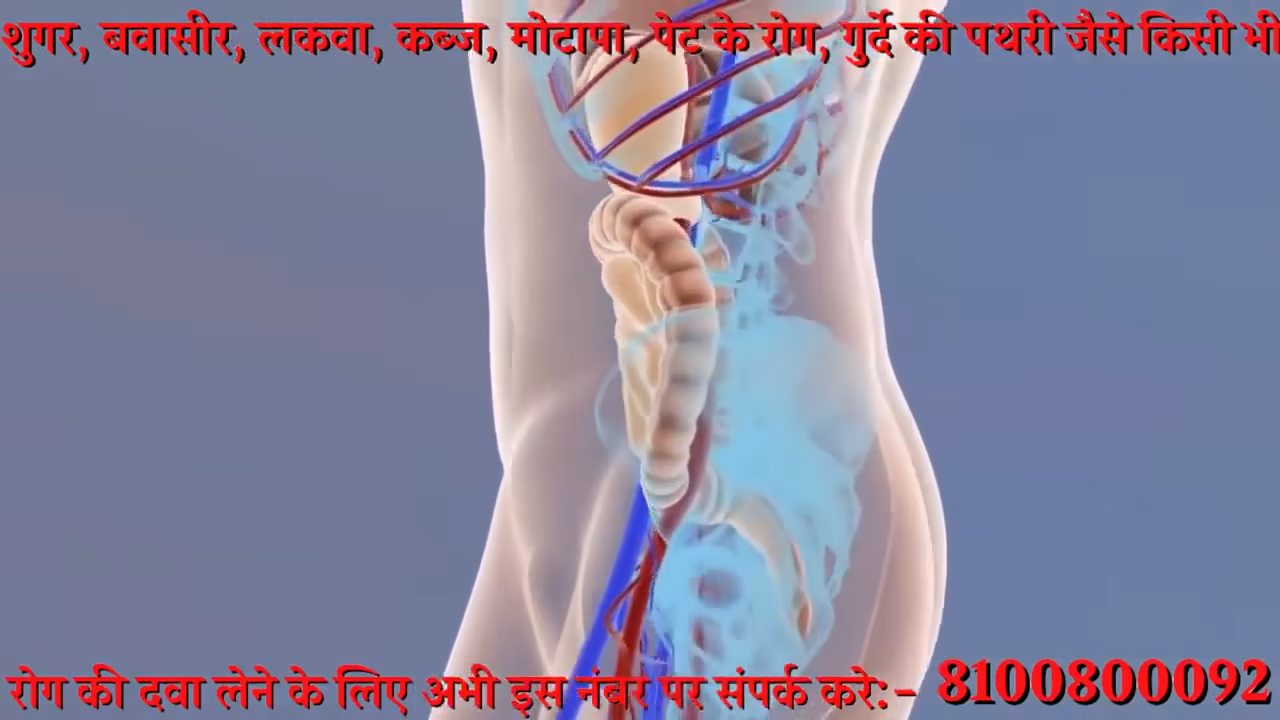 शुगर, बवासीर, लकवा, कब्ज, मोटापा, पेट के रोग, गुर्दे की पथरी जैसे किसी भी
रोग की दवा लेने के लिए अभी इस नंबर पर संपर्क करे:- 8100800092